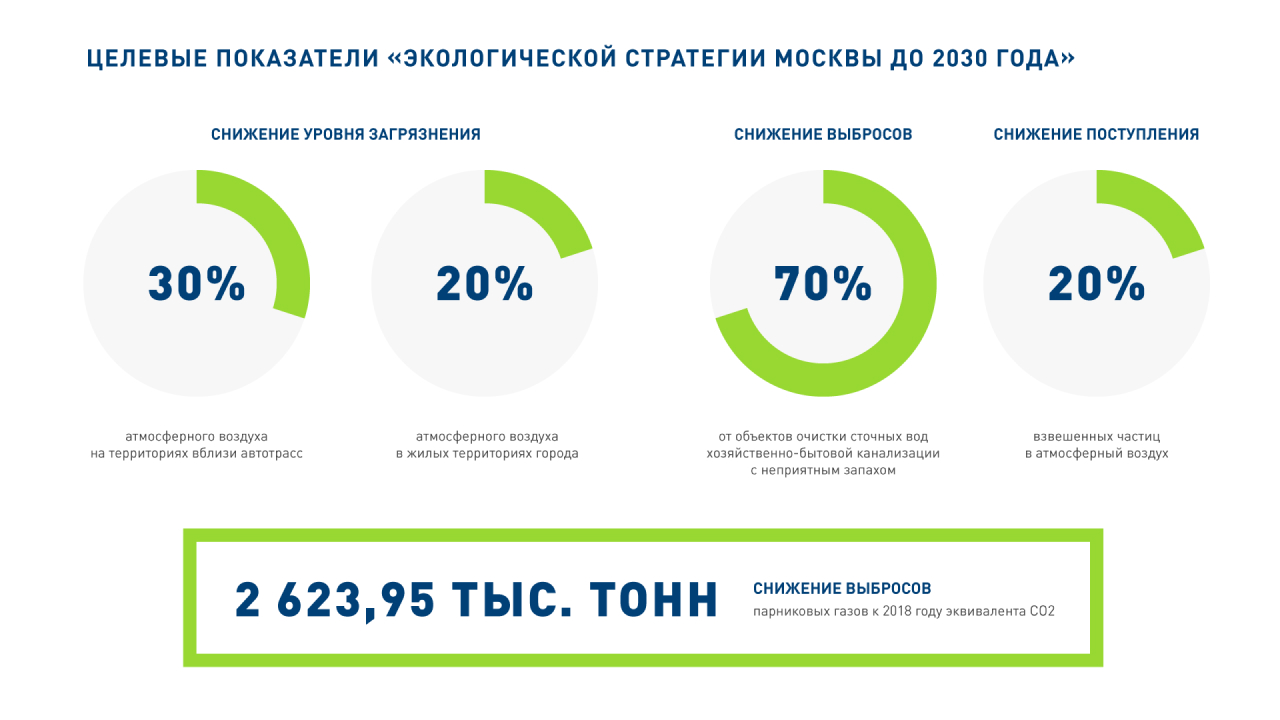 ЦЕЛЕВЫЕ ПОКАЗАТЕЛИ «ЭКОЛОГИЧЕСКОЙ СТРАТЕГИИ МОСКВЫ ДО 2030 ГОДА»
СНИЖЕНИЕ УРОВНЯ ЗАГРЯЗНЕНИЯ
30%
атмосферного воздуха
на территориях вблизи автотрасс
20%
атмосферного воздуха
в жилых территориях города
СНИЖЕНИЕ ВЫБРОСОВ
70%
от объектов очистки сточных вод
хозяйственно-бытовой канализации
с неприятным запахом
СНИЖЕНИЕ ПОСТУПЛЕНИЯ
20%
взвешенных частиц
в атмосферный воздух
2 623,95 ТЫС. ТОНН
СНИЖЕНИЕ ВЫБРОСОВ
парниковых газов к 2018 году эквивалента CO2